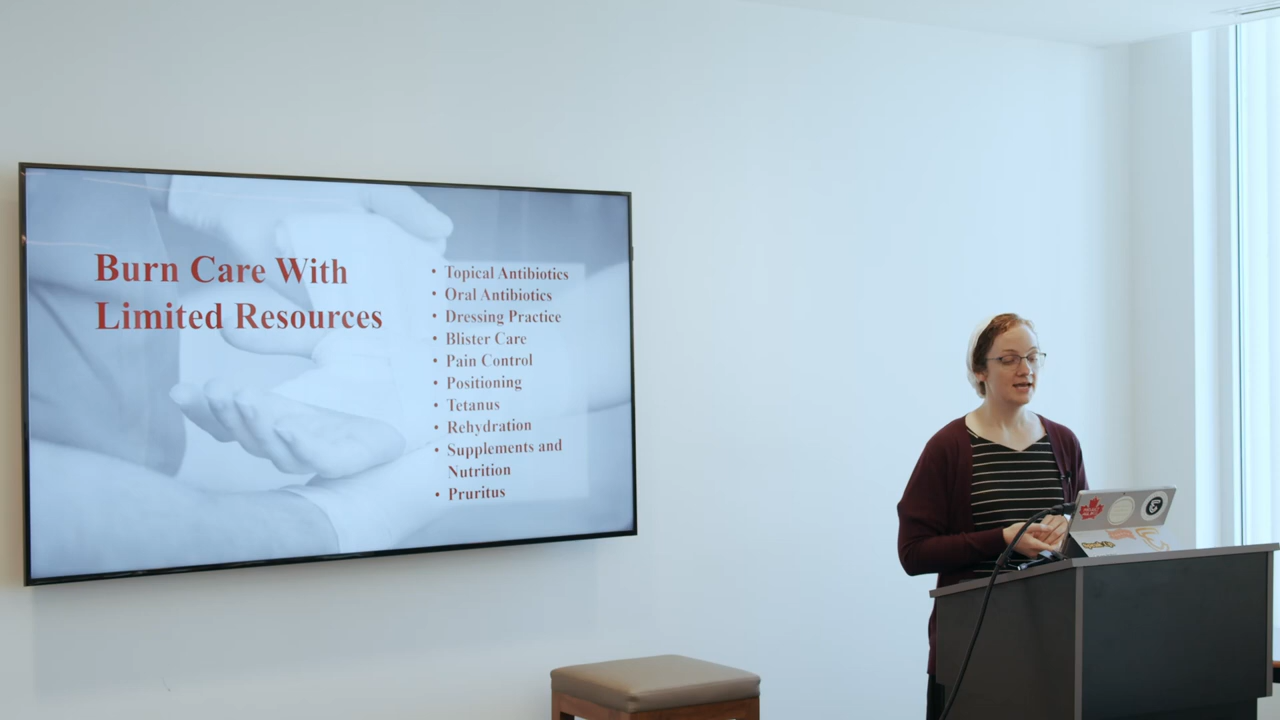 Burn Care With
Limited Resources
• Topical Antibiotics
• Oral Antibiotics
• Dressing Practice
• Blister Care
• Pain Control
• Positioning
• Tetanus
• Rehydration
• Supplements and
Nutrition
• Pruritus